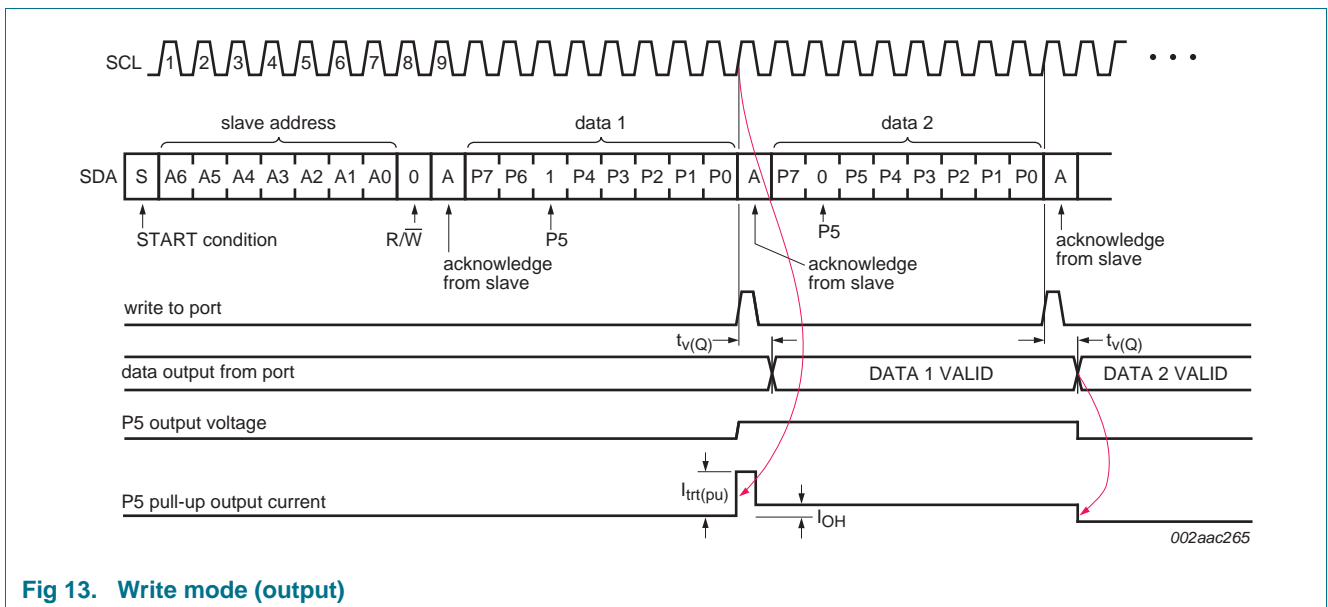 SCL 1 2 3 4 5 6 7 8 9
slave address data 1 data 2
SDA S A6 A5 A4 A3 A2 A1 A0 0 A P7 P6 1 P4 P3 P2 P1 P0 A P7 0 P5 P4 P3 P2 P1 P0 A
START condition R/W̅ P5 P5
acknowledge
from slave
acknowledge
from slave
acknowledge
from slave
write to port
tv(Q) tv(Q)
data output from port DATA 1 VALID DATA 2 VALID
P5 output voltage
P5 pull-up output current Itrt(pu) IOH
002aac265
Fig 13. Write mode (output)